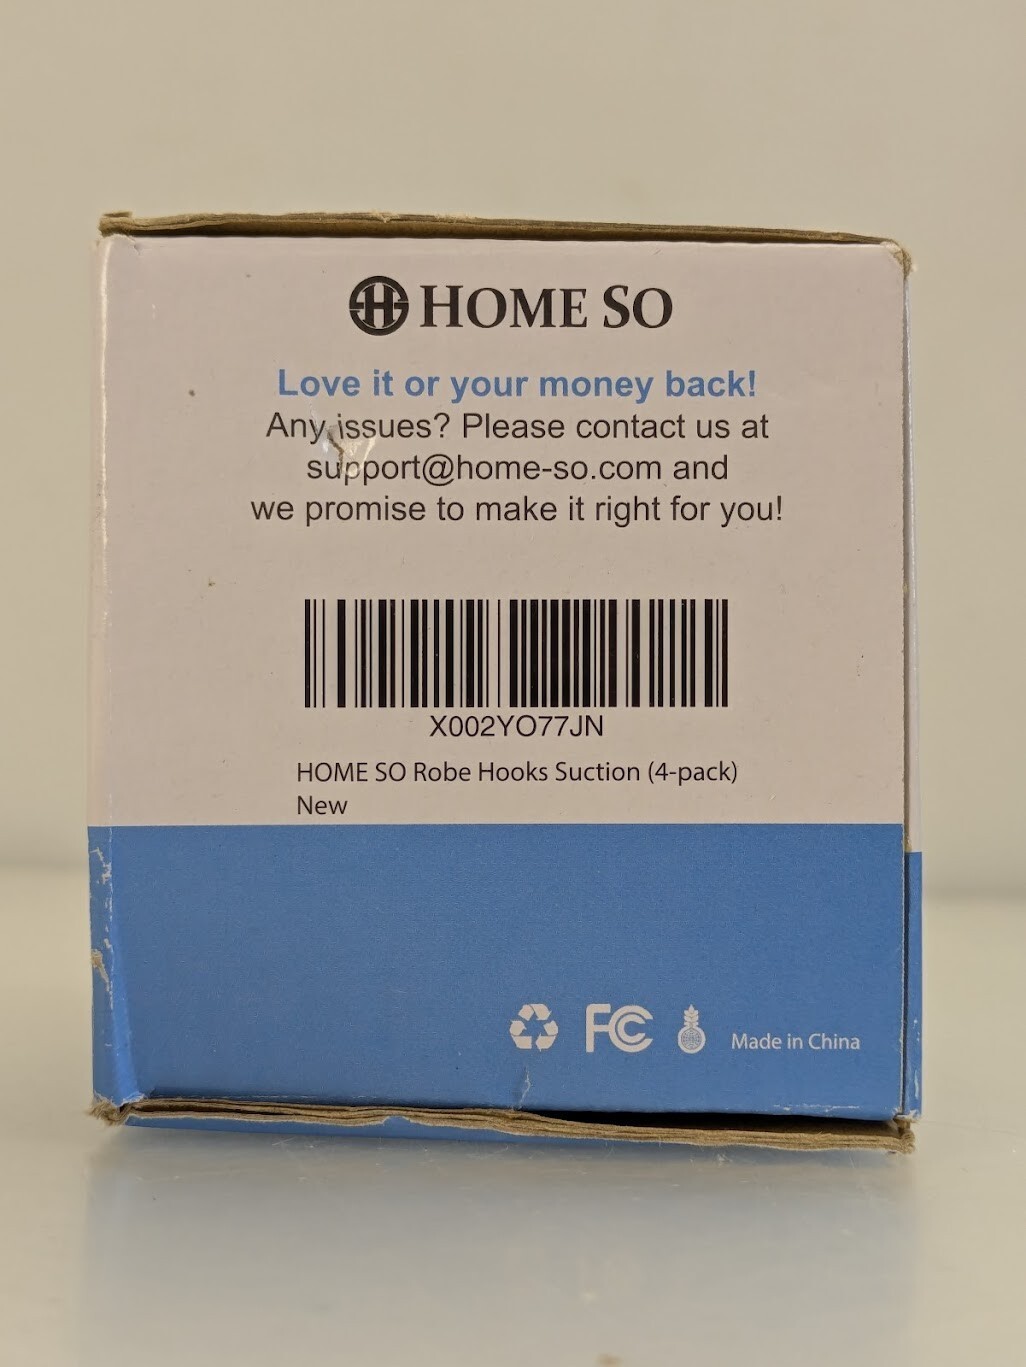 HOME SO
Love it or your money back!
Any issues? Please contact us at
support@home-so.com and
we promise to make it right for you!
X002YO77JN
HOME SO Robe Hooks Suction (4-pack)
New
FC Made in China